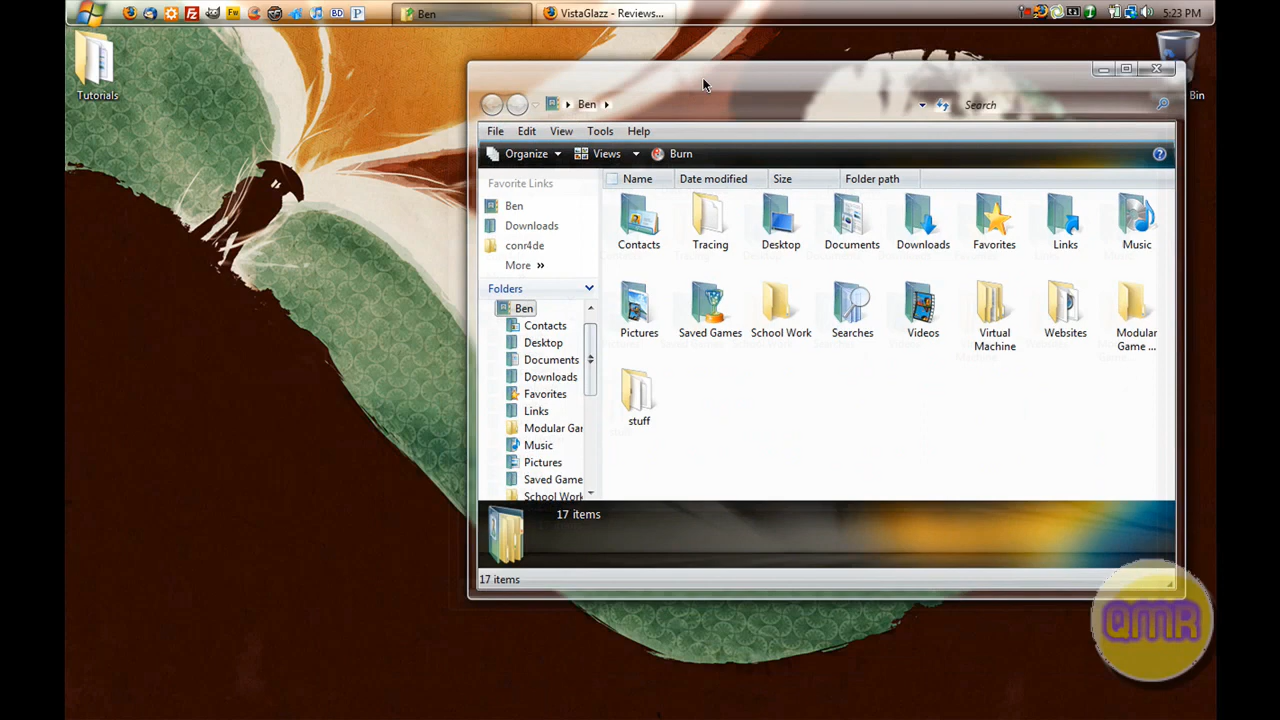 Fw
BD
P
Ben
VistaGlazz - Reviews...
5:23 PM
Tutorials
Bin
Ben
Search
File Edit View Tools Help
Organize Views Burn
Favorite Links
Ben
Downloads
conr4de
More »
Folders
Ben
Contacts
Desktop
Documents
Downloads
Favorites
Links
Modular Gar
Music
Pictures
Saved Game
School Work
Name Date modified Size Folder path
Contacts Tracing Desktop Documents Downloads Favorites Links Music
Pictures Saved Games School Work Searches Videos Virtual Machine Websites Modular Game ...
stuff
17 items
17 items
QMR